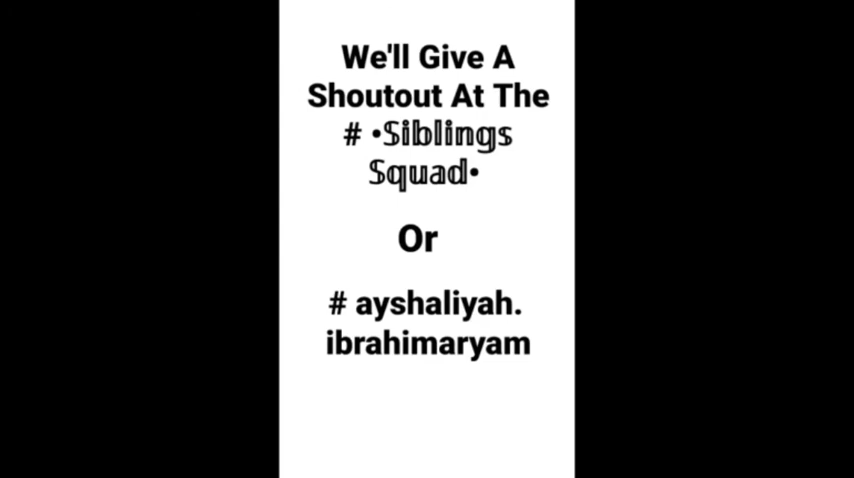 We'll Give A
Shoutout At The
# •𝕊𝕚𝕓𝕝𝕚𝕟𝕘𝕤
𝕊𝕢𝕦𝕒𝕕•
Or
# ayshaliyah.
ibrahimaryam